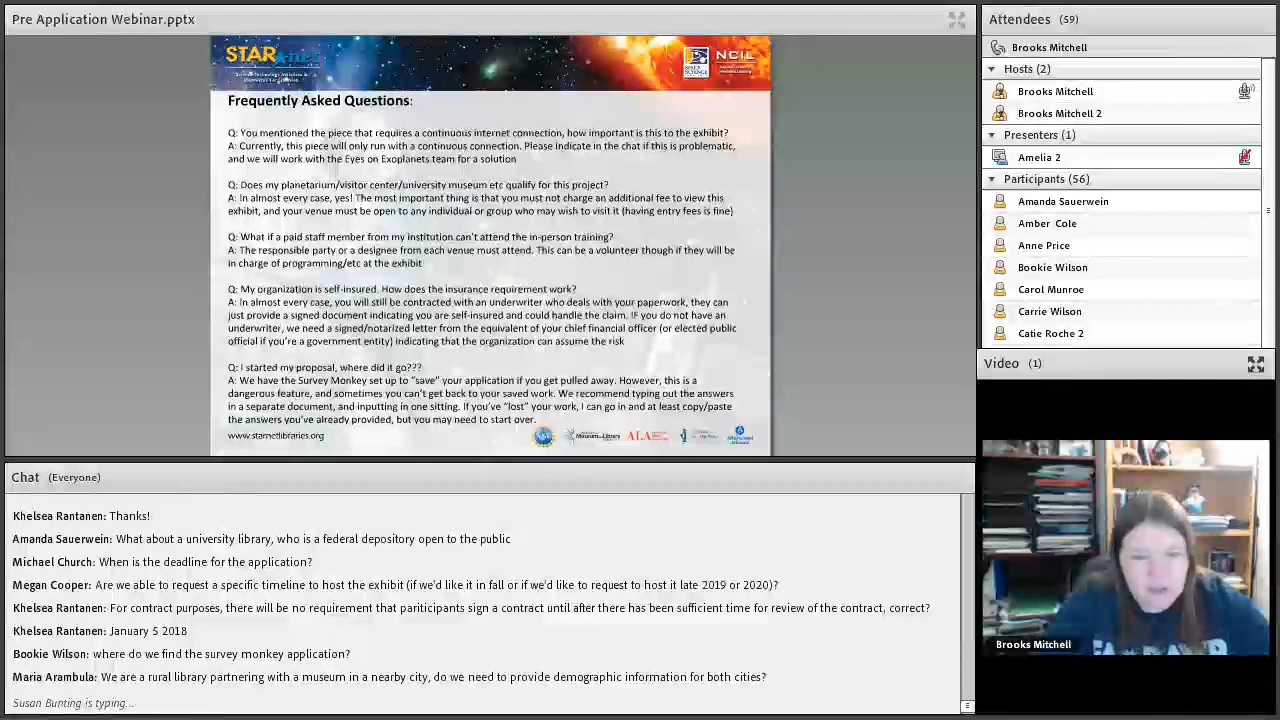 Pre Application Webinar.pptx
STAR net
NCIL
Frequently Asked Questions:
Q: You mentioned the piece that requires a continuous internet connection, how important is this to the exhibit?
A: Currently, this piece will only run with a continuous connection. Please indicate in the chat if this is problematic,
and we will work with the Eyes on Exoplanets team for a solution
Q: Does my planetarium/visitor center/university museum etc qualify for this project?
A: In almost every case, yes! The most important thing is that you must not charge an additional fee to view this
exhibit, and your venue must be open to any individual or group who may wish to visit it (having entry fees is fine)
Q: What if a paid staff member from my institution can't attend the in-person training?
A: The responsible party or a designee from each venue must attend. This can be a volunteer though if they will be
in charge of programming/etc at the exhibit
Q: My organization is self-insured. How does the insurance requirement work?
A: In almost every case, you will still be contracted with an underwriter who deals with your paperwork, they can
just provide a signed document indicating you are self-insured and could handle the claim. IF you do not have an
underwriter, we need a signed/notarized letter from the equivalent of your chief financial officer (or elected public
official if you're a government entity) indicating that the organization can assume the risk
Q: I started my proposal, where did it go???
A: We have the Survey Monkey set up to "save" your application if you get pulled away. However, this is a
dangerous feature, and sometimes you can't get back to your saved work. We recommend typing out the answers
in a separate document, and inputting in one sitting. If you've "lost" your work, I can go in and at least copy/paste
the answers you've already provided, but you may need to start over.
www.starnetlibraries.org
ALA
Chat (Everyone)
Khelsea Rantanen: Thanks!
Amanda Sauerwein: What about a university library, who is a federal depository open to the public
Michael Church: When is the deadline for the application?
Megan Cooper: Are we able to request a specific timeline to host the exhibit (if we'd like it in fall or if we'd like to request to host it late 2019 or 2020)?
Khelsea Rantanen: For contract purposes, there will be no requirement that pariticipants sign a contract until after there has been sufficient time for review of the contract, correct?
Khelsea Rantanen: January 5 2018
Bookie Wilson: where do we find the survey monkey application?
Maria Arambula: We are a rural library partnering with a museum in a nearby city, do we need to provide demographic information for both cities?
Susan Bunting is typing...
Attendees (59)
Brooks Mitchell
Hosts (2)
Brooks Mitchell
Brooks Mitchell 2
Presenters (1)
Amelia 2
Participants (56)
Amanda Sauerwein
Amber Cole
Anne Price
Bookie Wilson
Carol Munroe
Carrie Wilson
Catie Roche 2
Video (1)
Brooks Mitchell